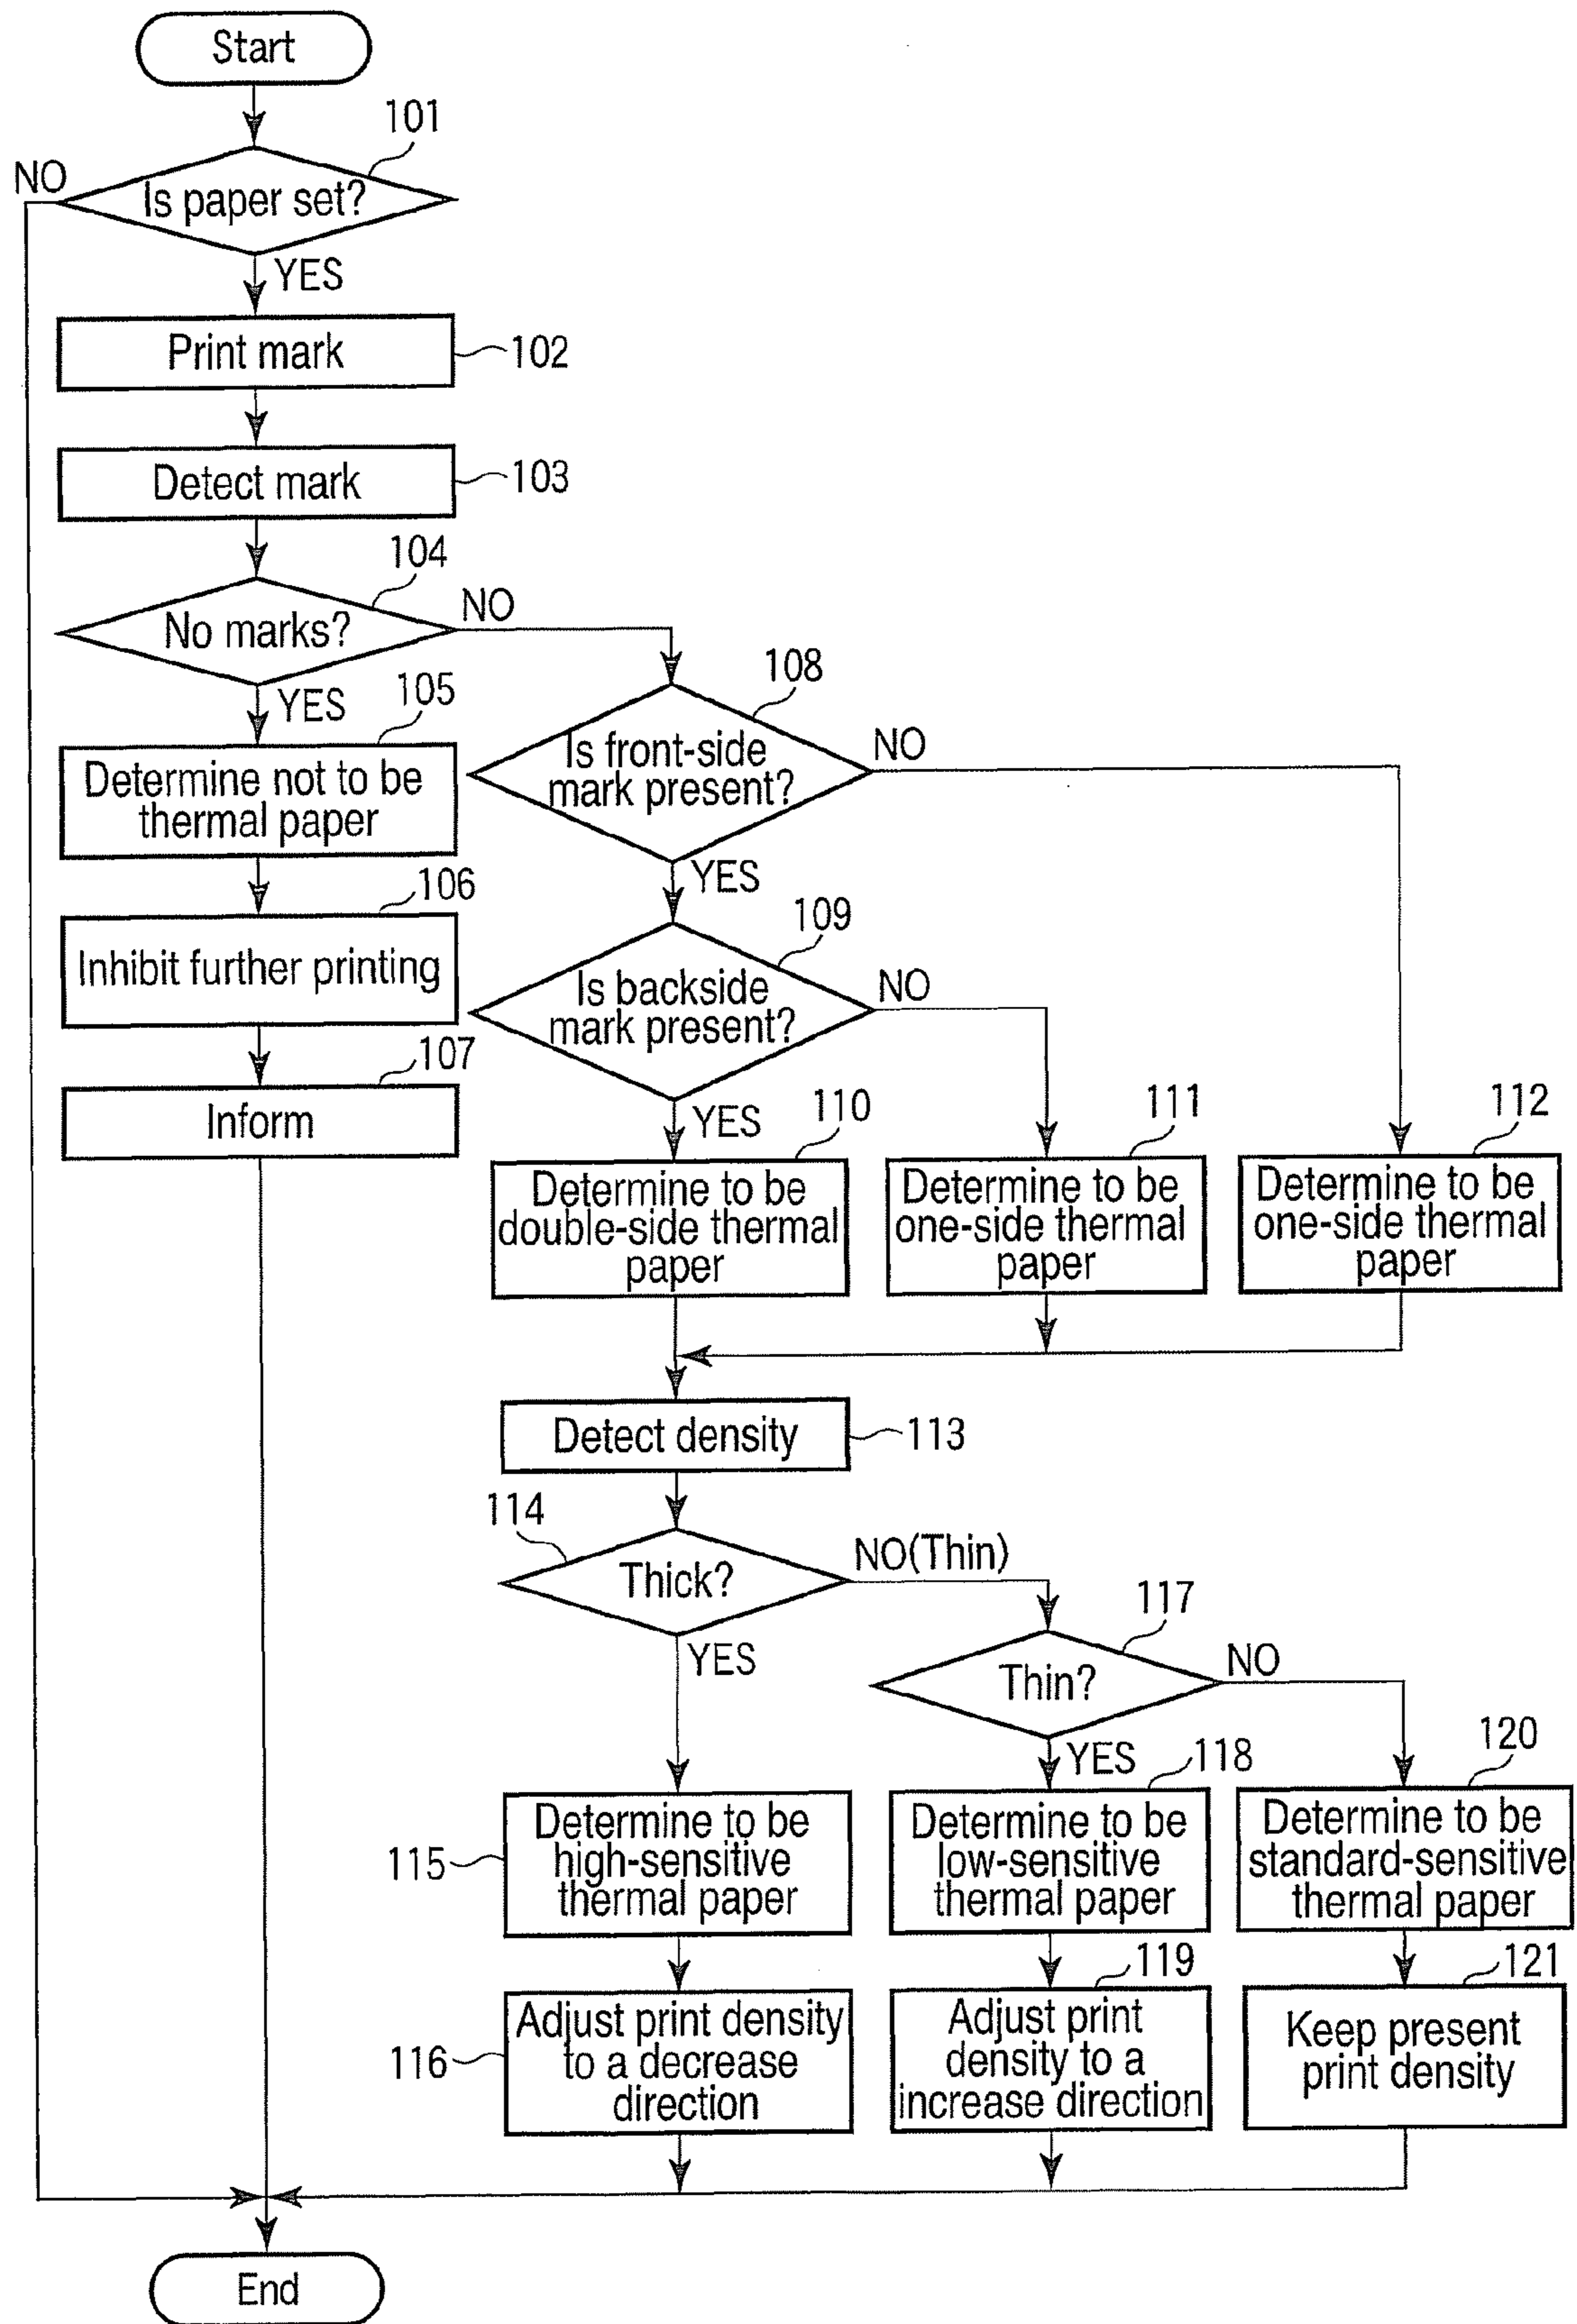 Start
101
NO
Is paper set?
YES
Print mark
102
Detect mark
103
104
No marks?
NO
YES
105
Determine not to be
thermal paper
106
Inhibit further printing
107
Inform
108
Is front-side
mark present?
NO
YES
109
Is backside
mark present?
NO
YES
110
Determine to be
double-side thermal
paper
111
Determine to be
one-side thermal
paper
112
Determine to be
one-side thermal
paper
Detect density
113
114
Thick?
NO(Thin)
YES
117
Thin?
NO
YES
115
Determine to be
high-sensitive
thermal paper
118
Determine to be
low-sensitive
thermal paper
120
Determine to be
standard-sensitive
thermal paper
116
Adjust print density
to a decrease
direction
119
Adjust print
density to a
increase direction
121
Keep present
print density
End